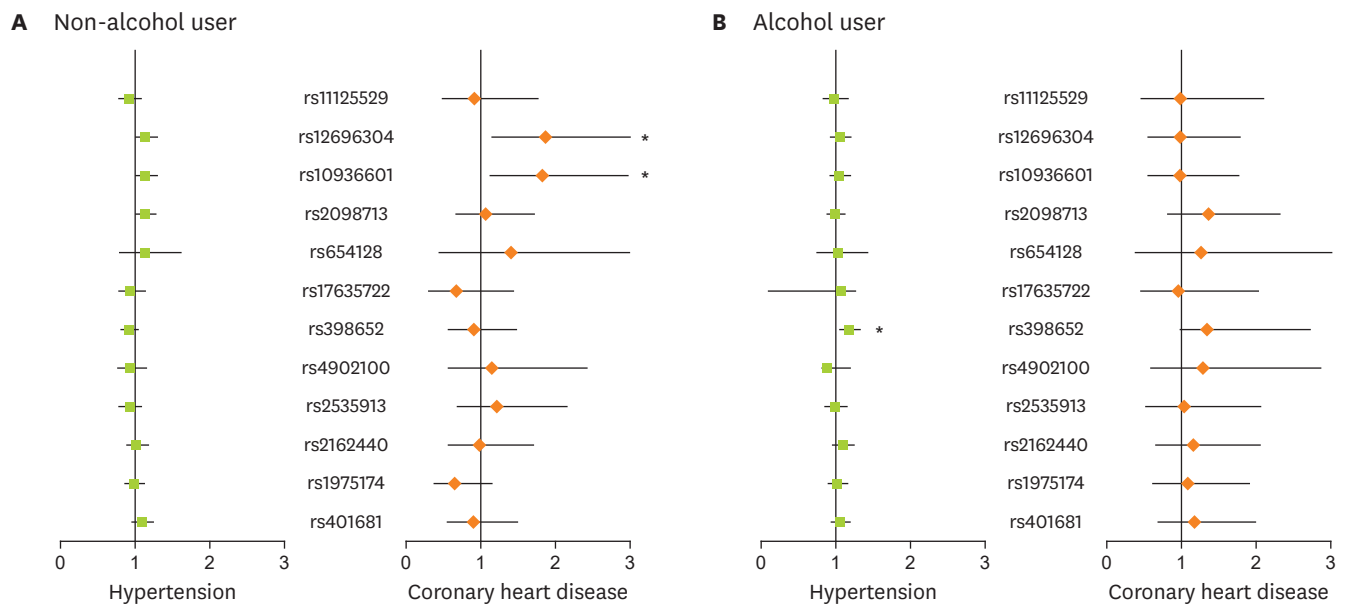 A Non-alcohol user
rs11125529
rs12696304
*
rs10936601
*
rs2098713
rs654128
rs17635722
rs398652
rs4902100
rs2535913
rs2162440
rs1975174
rs401681
0 1 2 3
Hypertension
0 1 2 3
Coronary heart disease
B Alcohol user
rs11125529
rs12696304
rs10936601
rs2098713
rs654128
rs17635722
*
rs398652
rs4902100
rs2535913
rs2162440
rs1975174
rs401681
0 1 2 3
Hypertension
0 1 2 3
Coronary heart disease